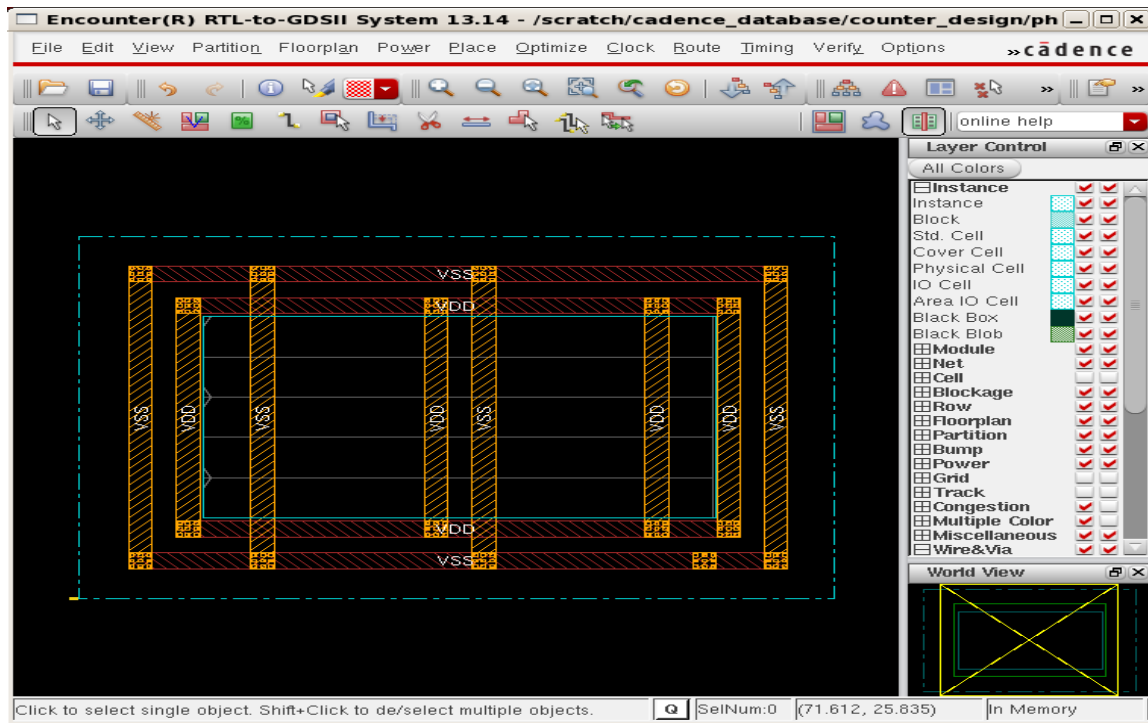 Encounter(R) RTL-to-GDSII System 13.14 - /scratch/cadence_database/counter_design/ph
File Edit View Partition Floorplan Power Place Optimize Clock Route Timing Verify Options » cādence
»
»
online help
Layer Control
All Colors
Instance
Instance
Block
Std. Cell
Cover Cell
Physical Cell
IO Cell
Area IO Cell
Black Box
Black Blob
Module
Net
Cell
Blockage
Row
Floorplan
Partition
Bump
Power
Grid
Track
Congestion
Multiple Color
Miscellaneous
Wire&Via
VSS
VDD
VSS
VDD
VSS
VDD
VSS
VDD
VDD
VSS
VDD
VSS
World View
Click to select single object. Shift+Click to de/select multiple objects. Q SelNum:0 (71.612, 25.835) In Memory